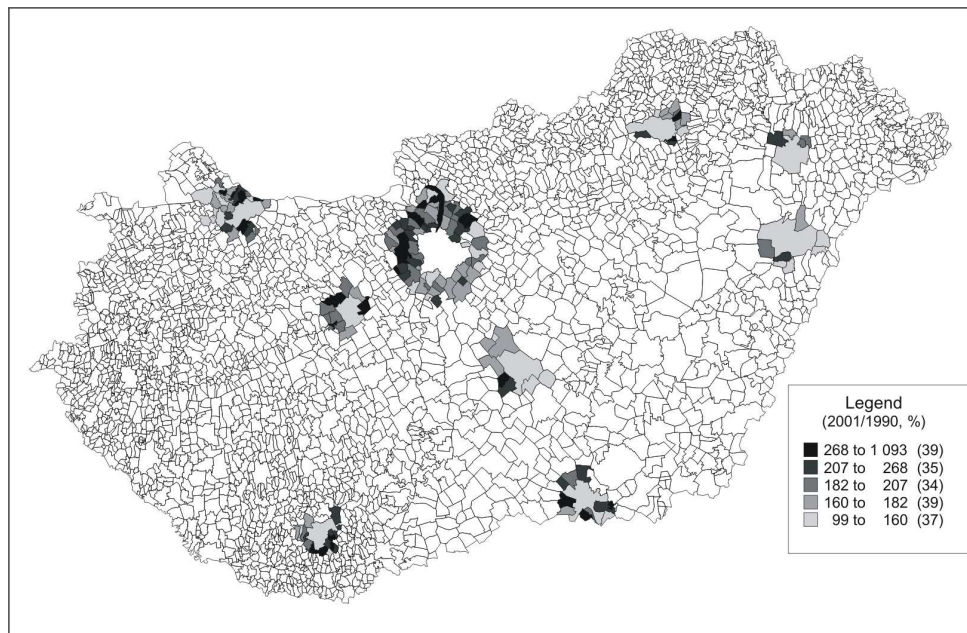 Legend
(2001/1990, %)
268 to 1 093 (39)
207 to 268 (35)
182 to 207 (34)
160 to 182 (39)
99 to 160 (37)